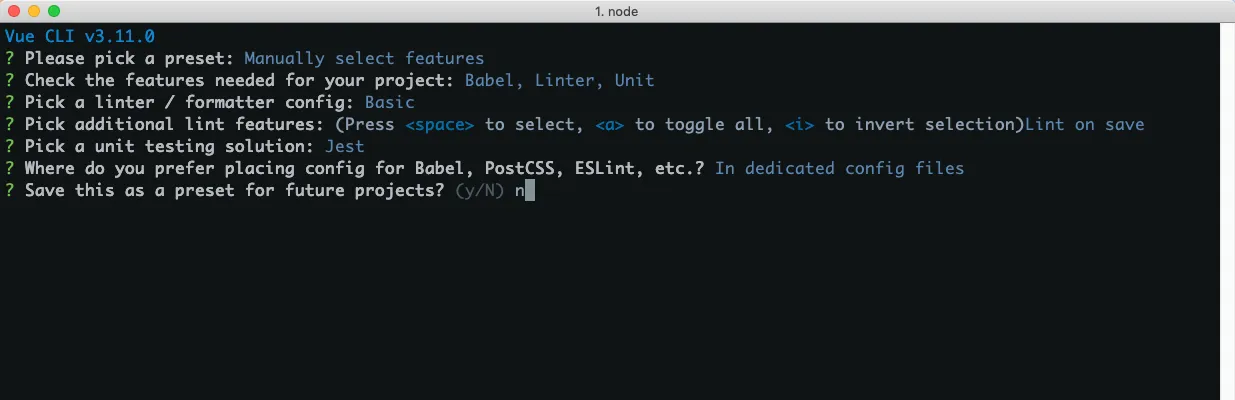 1. node
Vue CLI v3.11.0
? Please pick a preset: Manually select features
? Check the features needed for your project: Babel, Linter, Unit
? Pick a linter / formatter config: Basic
? Pick additional lint features: (Press <space> to select, <a> to toggle all, <i> to invert selection)Lint on save
? Pick a unit testing solution: Jest
? Where do you prefer placing config for Babel, PostCSS, ESLint, etc.? In dedicated config files
? Save this as a preset for future projects? (y/N) n